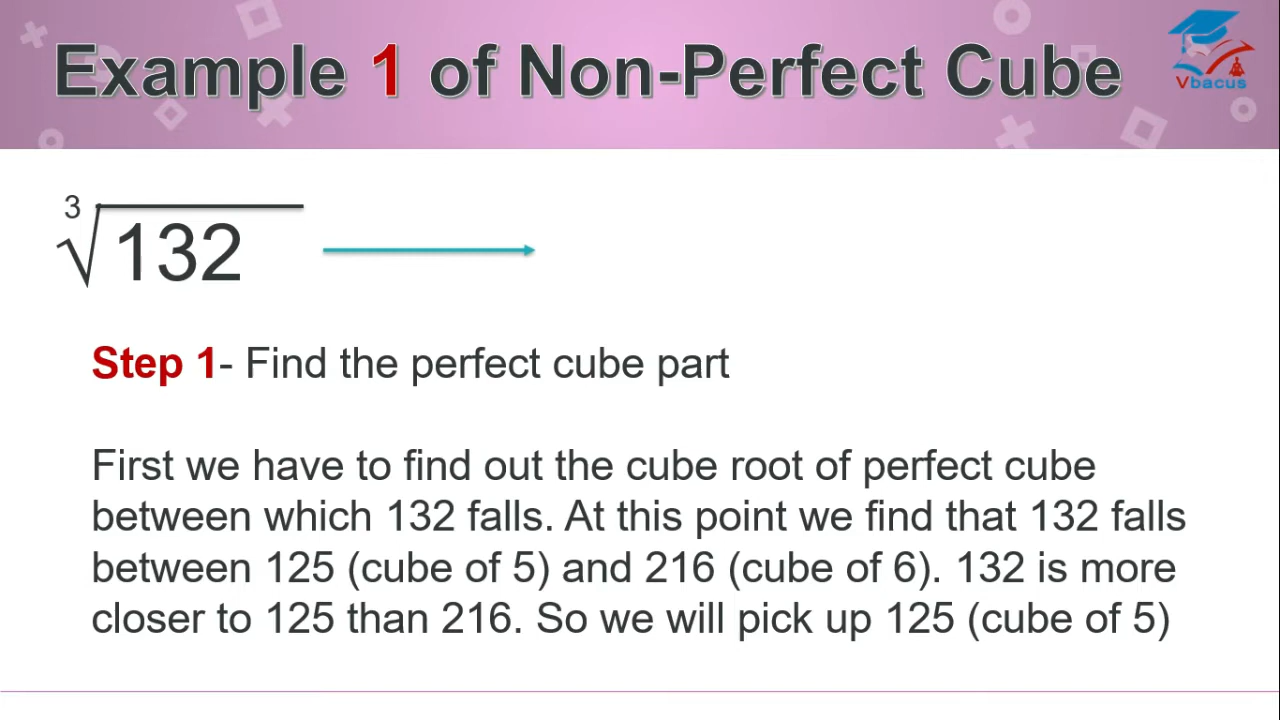 Example 1 of Non-Perfect Cube
Vbacus
3
√132
Step 1- Find the perfect cube part
First we have to find out the cube root of perfect cube
between which 132 falls. At this point we find that 132 falls
between 125 (cube of 5) and 216 (cube of 6). 132 is more
closer to 125 than 216. So we will pick up 125 (cube of 5)